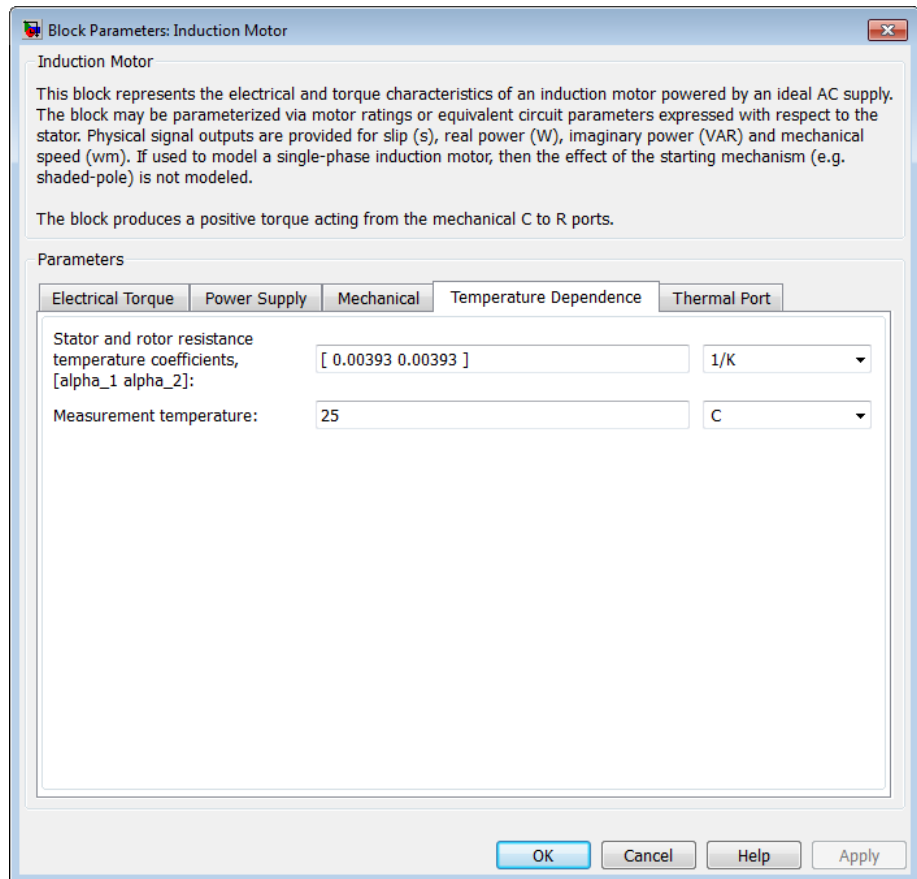 Block Parameters: Induction Motor
Induction Motor
This block represents the electrical and torque characteristics of an induction motor powered by an ideal AC supply.
The block may be parameterized via motor ratings or equivalent circuit parameters expressed with respect to the
stator. Physical signal outputs are provided for slip (s), real power (W), imaginary power (VAR) and mechanical
speed (wm). If used to model a single-phase induction motor, then the effect of the starting mechanism (e.g.
shaded-pole) is not modeled.
The block produces a positive torque acting from the mechanical C to R ports.
Parameters
Electrical Torque Power Supply Mechanical Temperature Dependence Thermal Port
Stator and rotor resistance
temperature coefficients, [ 0.00393 0.00393 ] 1/K
[alpha_1 alpha_2]:
Measurement temperature: 25 C
OK Cancel Help Apply